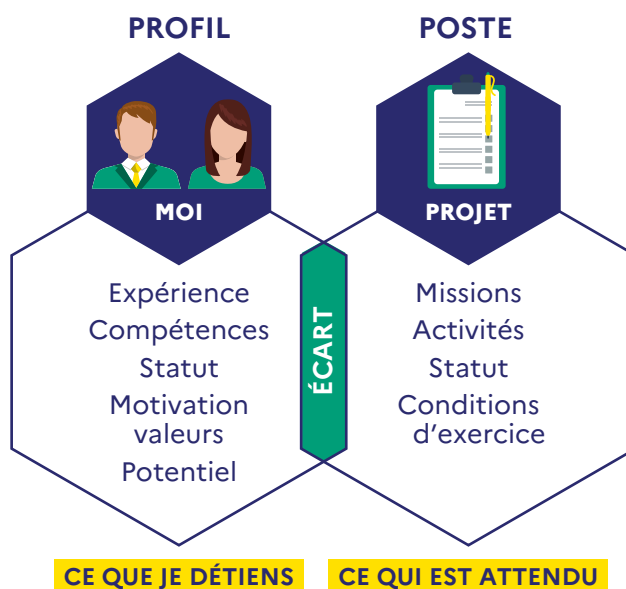 PROFIL
MOI
Expérience
Compétences
Statut
Motivation
valeurs
Potentiel
CE QUE JE DÉTIENS
ÉCART
POSTE
PROJET
Missions
Activités
Statut
Conditions
d’exercice
CE QUI EST ATTENDU